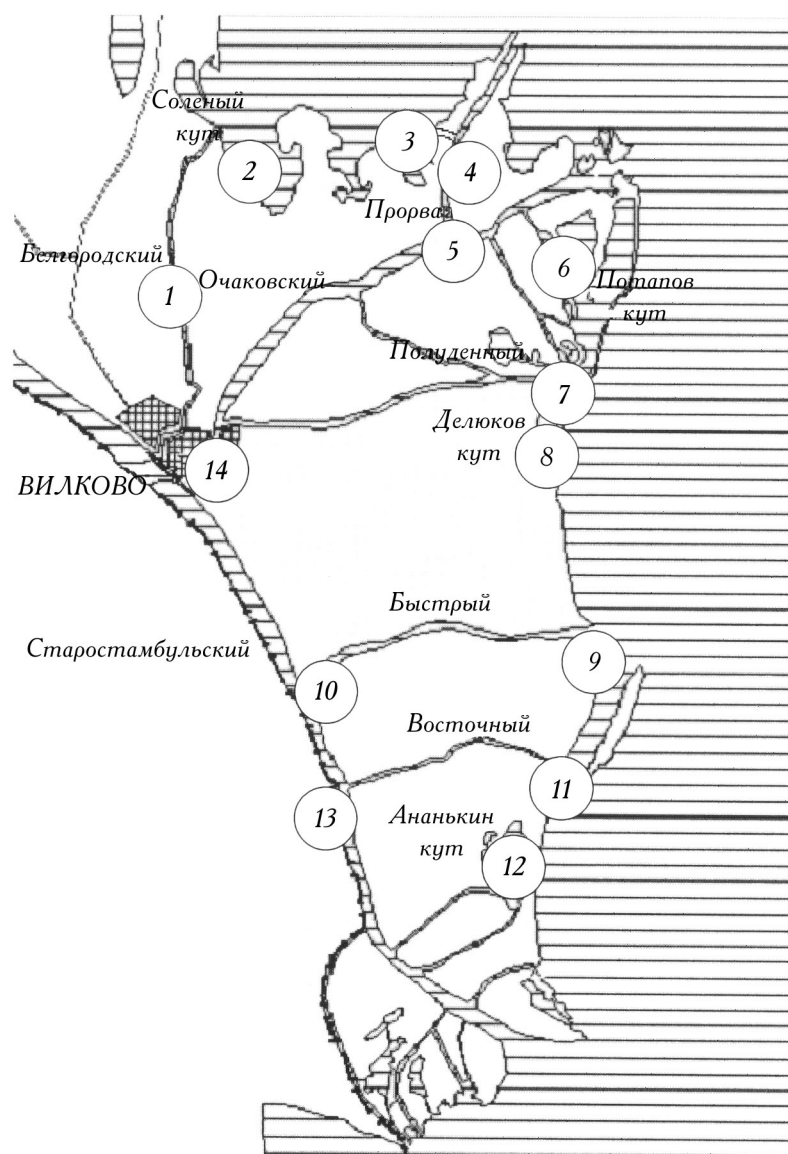 Соленый
кут
3
2
4
Прорва
5
Белгородский
Очаковский
1
6
Потапов
кут
Полуденный
7
Делюков
кут
8
14
ВИЛКОВО
Быстрый
Старостамбульский
9
10
Восточный
11
13
Ананькин
кут
12